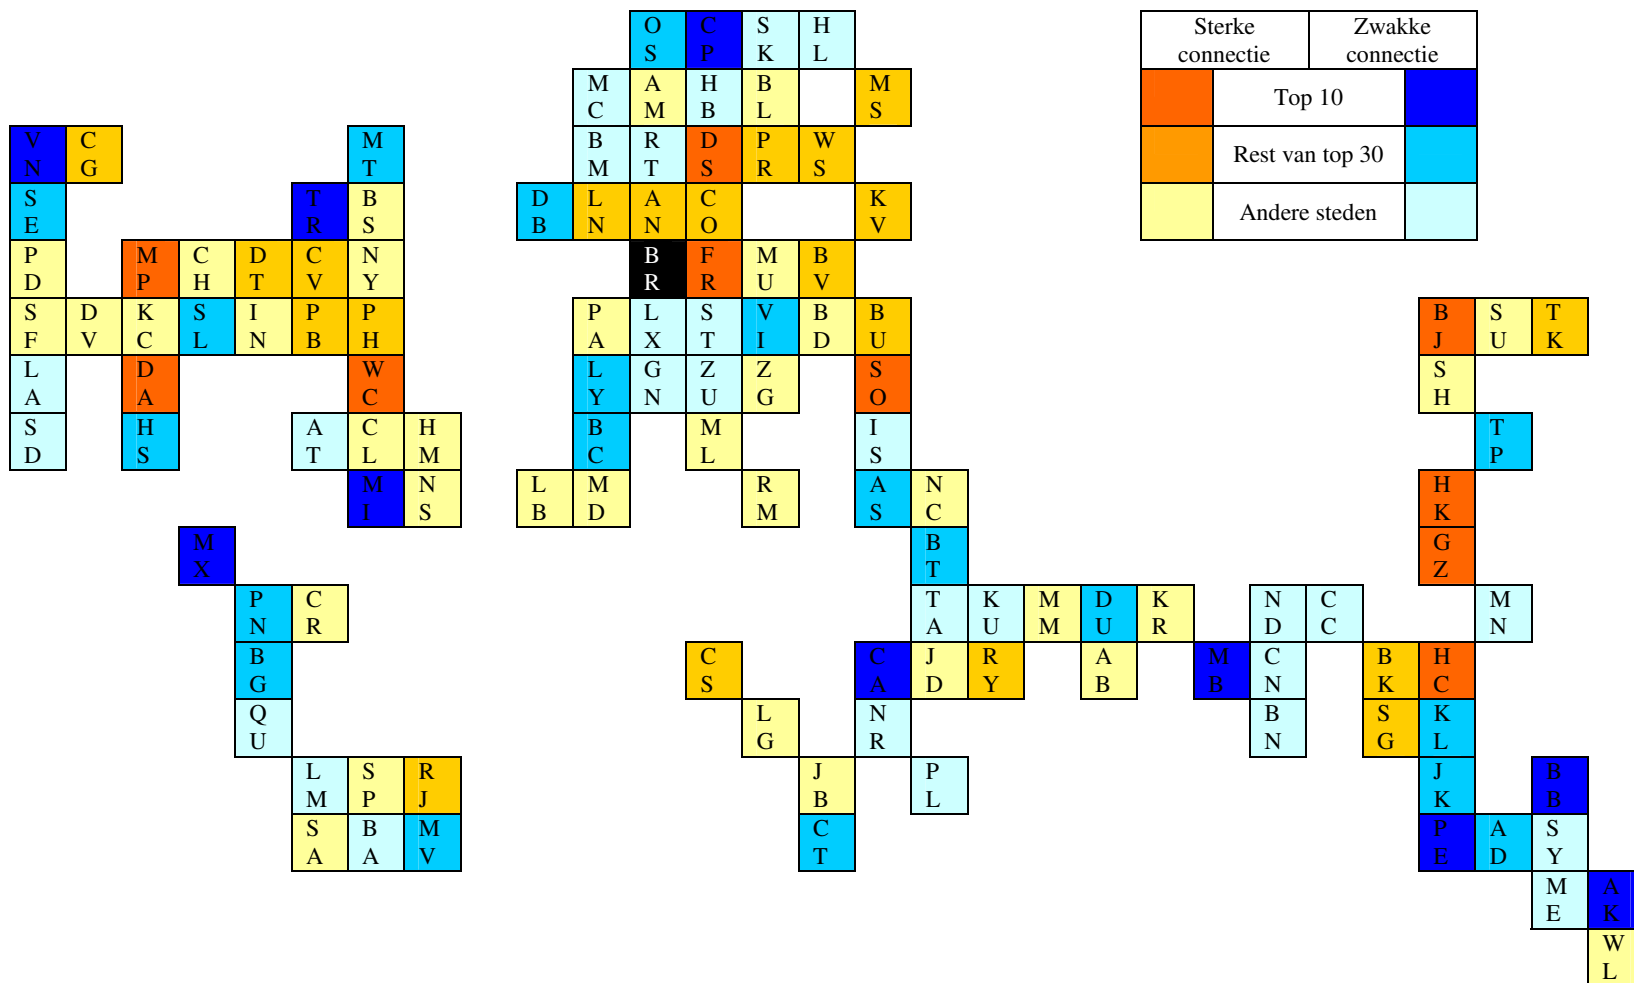 O C S H Sterke Zwakke
S P K L connectie connectie
M A H B M Top 10
C M B L S
V C M B R D P W Rest van top 30
N G T M T S R S
S T B D L A C K Andere steden
E R S B N N O V
P M C D C N B F M B
D P H T V Y R R U V
S D K S I P P P L S V B B B S T
F V C L N B H A X T I D U J U K
L D W L G Z Z S S
A A C Y N U G O H
S H A C H B M I T
D S T L M C L S P
M N L M R A N H
I S B D M S C K
M B G
X T Z
P C T K M D K N C M
N R A U M U R D C N
B C C J R A M C B H
G S A D Y B B N K C
Q L N B S K
U G R N G L
L S R J P J B
M P J B L K B
S B M C P A S
A A V T E D Y
M A
E K
W
L